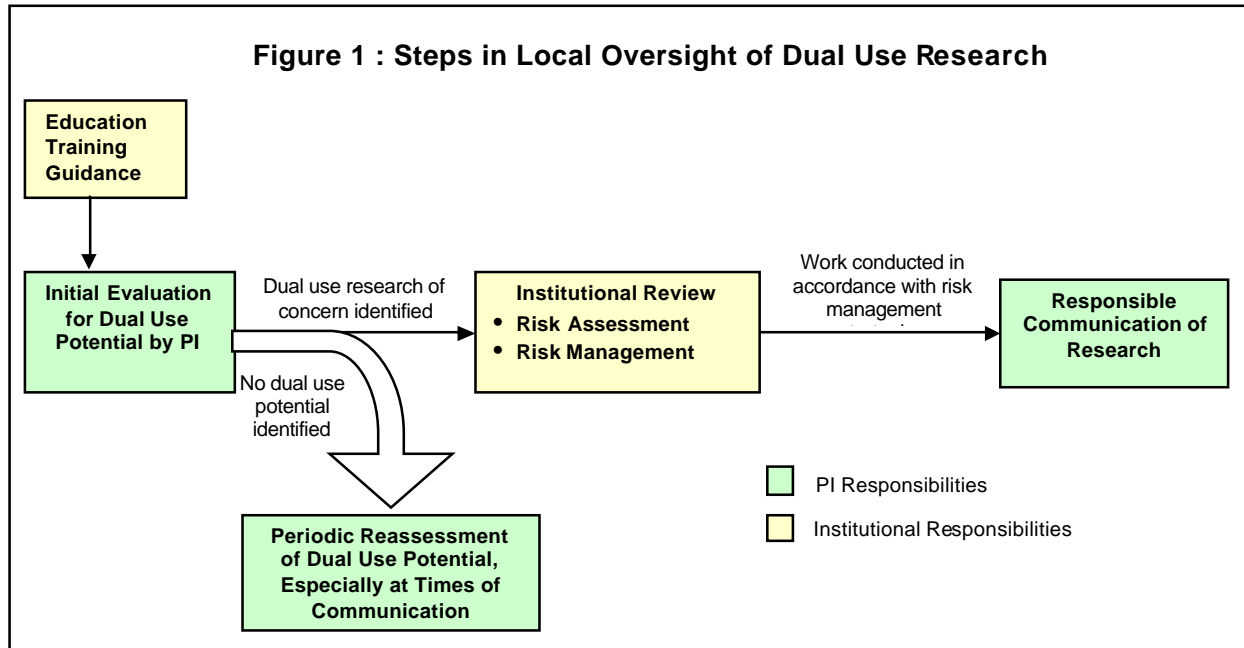 Figure 1 : Steps in Local Oversight of Dual Use Research
Education
Training
Guidance
Initial Evaluation
for Dual Use
Potential by PI
Dual use research of
concern identified
No dual use
potential
identified
Institutional Review
• Risk Assessment
• Risk Management
Work conducted in
accordance with risk
management
Responsible
Communication of
Research
Periodic Reassessment
of Dual Use Potential,
Especially at Times of
Communication
PI Responsibilities
Institutional Responsibilities